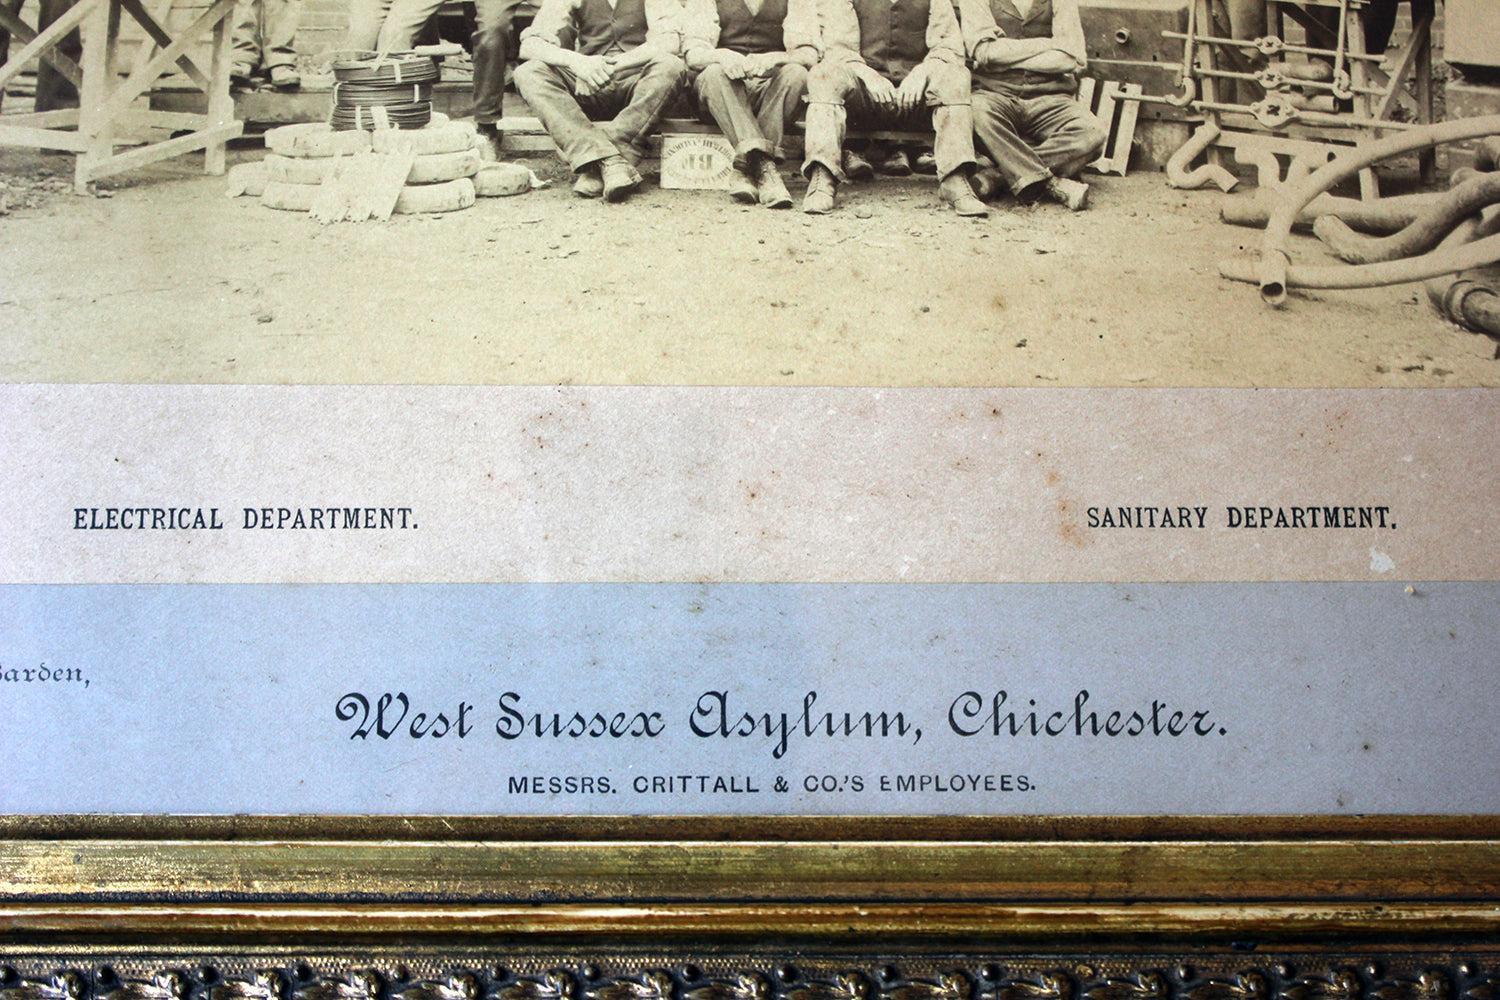 ELECTRICAL DEPARTMENT.
SANITARY DEPARTMENT.
West Sussex Asylum, Chichester.
MESSRS. CRITTALL & CO.'S EMPLOYEES.